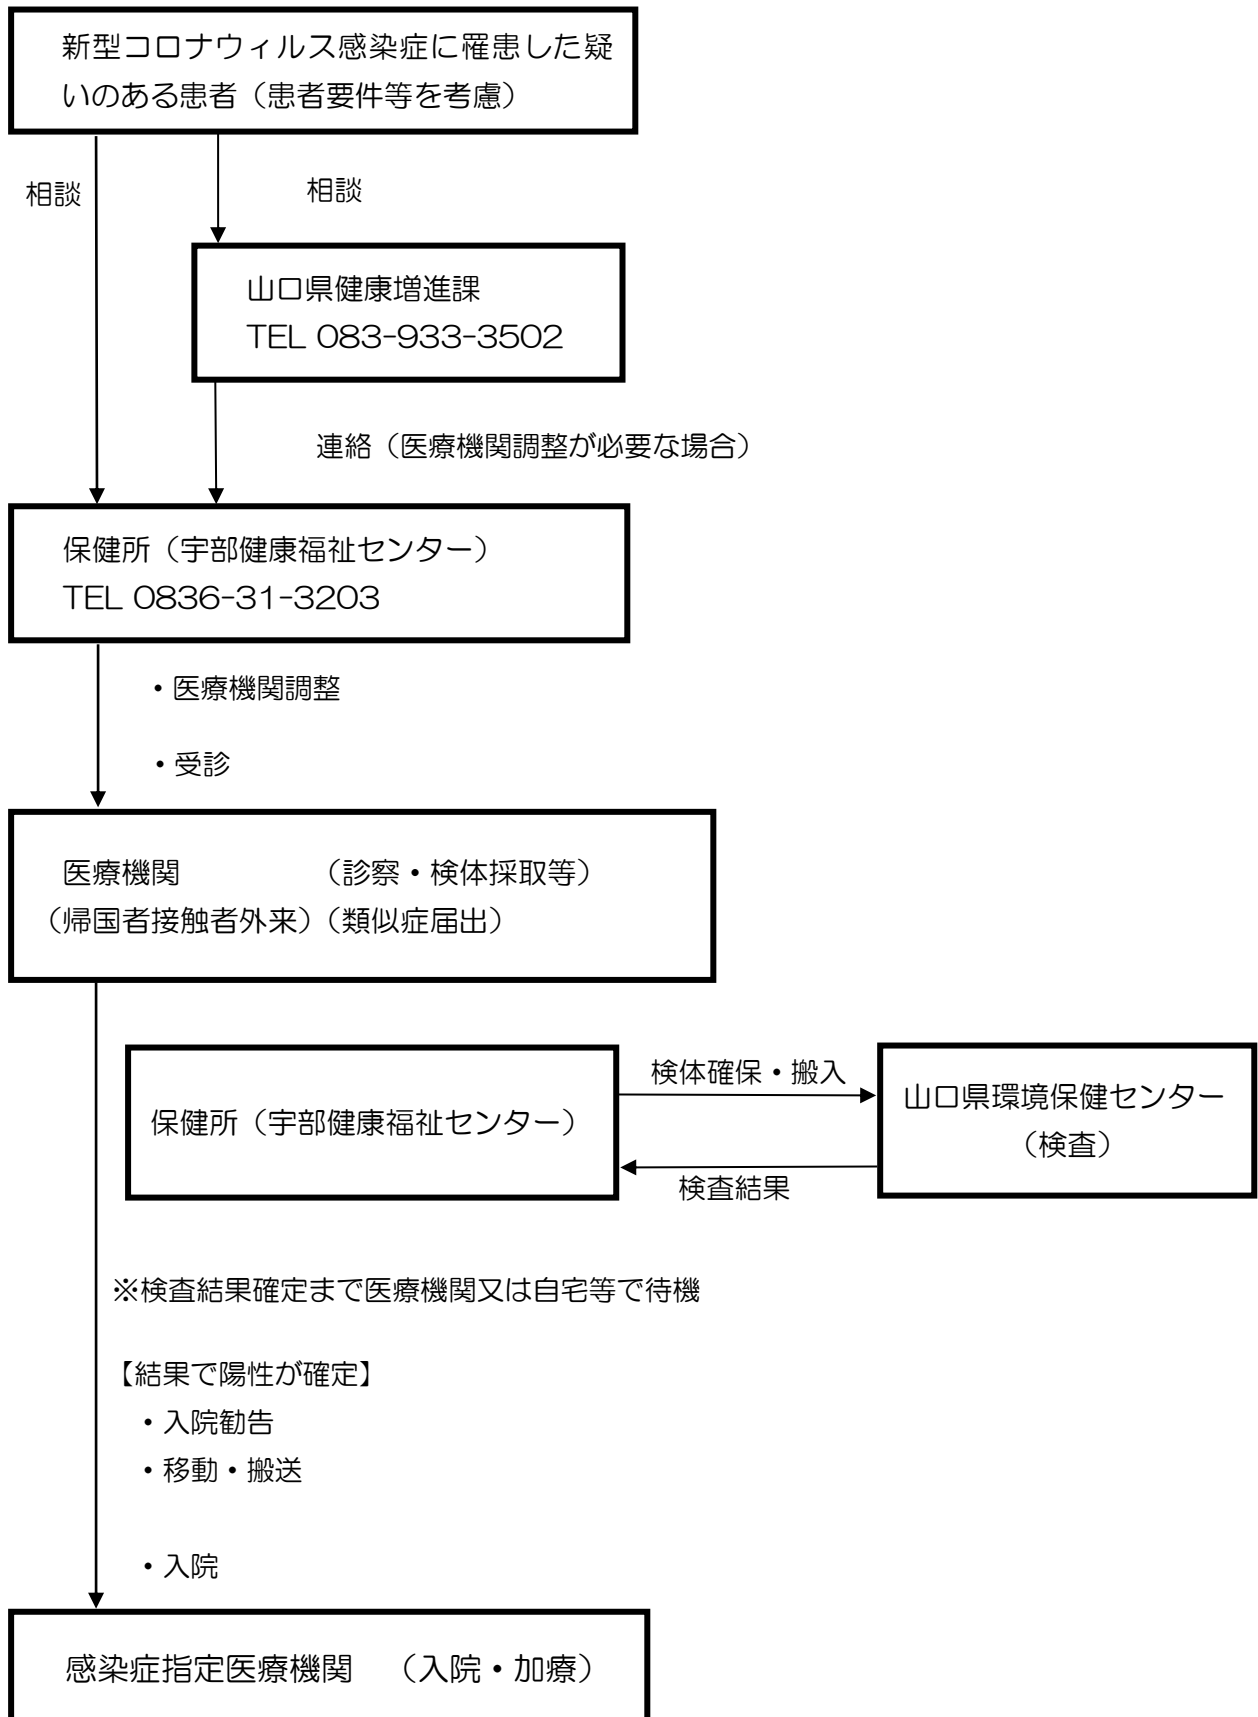 新型コロナウィルス感染症に罹患した疑
いのある患者（患者要件等を考慮）
相談
相談
山口県健康増進課
TEL 083-933-3502
連絡（医療機関調整が必要な場合）
保健所（宇部健康福祉センター）
TEL 0836-31-3203
・医療機関調整
・受診
医療機関　（診察・検体採取等）
（帰国者接触者外来）（類似症届出）
検体確保・搬入
保健所（宇部健康福祉センター）
山口県環境保健センター
（検査）
検査結果
※検査結果確定まで医療機関又は自宅等で待機
【結果で陽性が確定】
・入院勧告
・移動・搬送
・入院
感染症指定医療機関　（入院・加療）